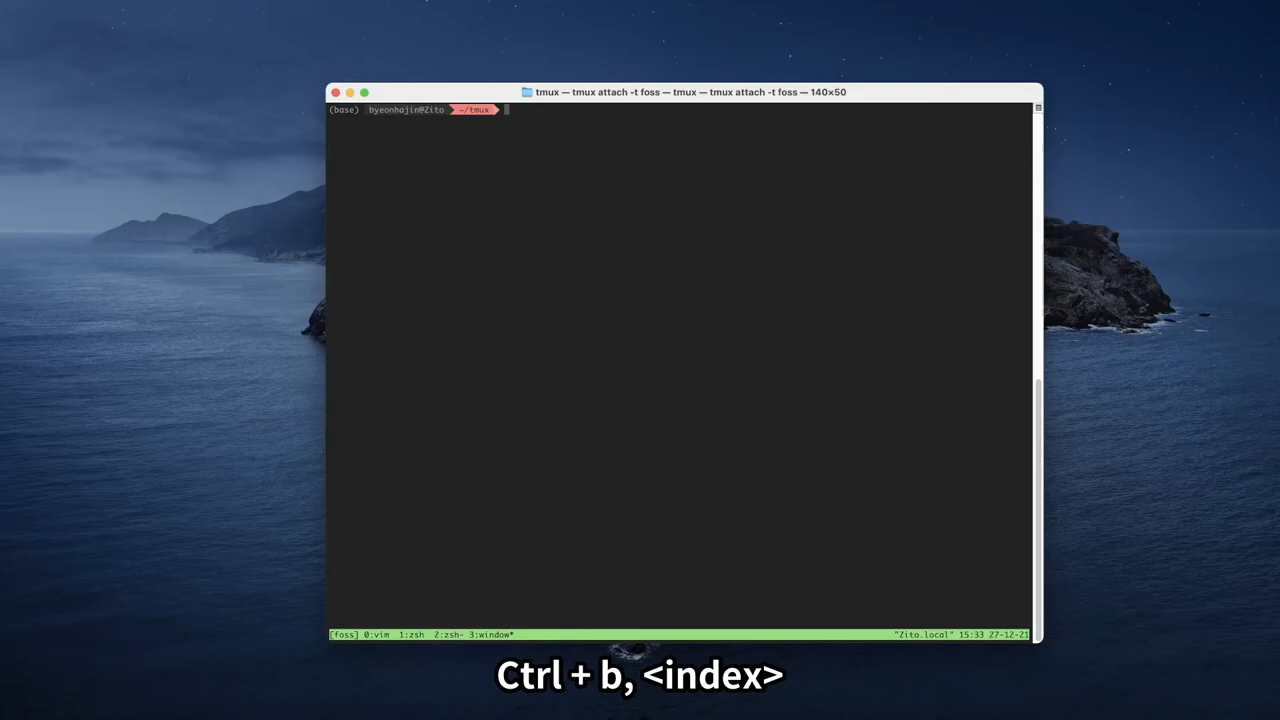 tmux — tmux attach -t foss — tmux — tmux attach -t foss — 140×50
(base) byeonhajin@Zito ~/tmux
[foss] 0:vim 1:zsh 2:zsh- 3:window* "Zito.local" 15:33 27-12-21
Ctrl + b, <index>